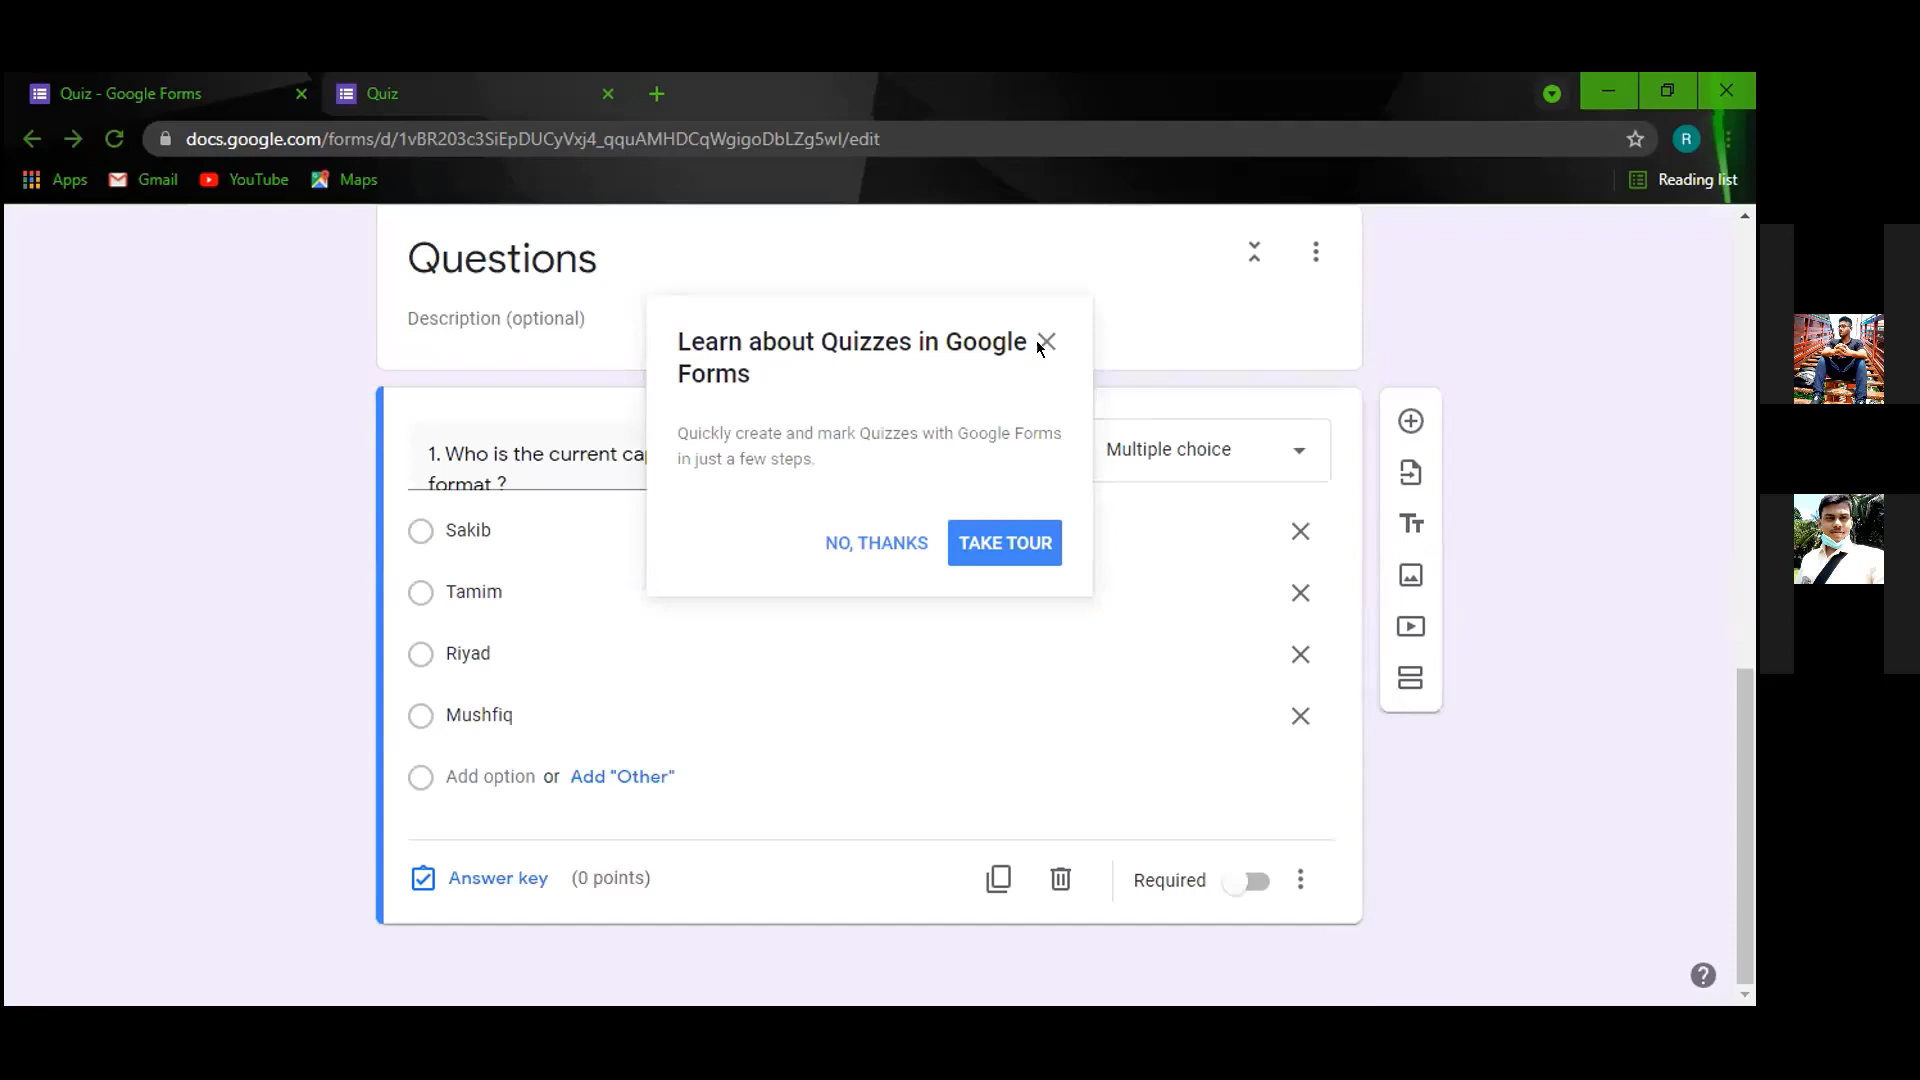 Quiz - Google Forms
Quiz
docs.google.com/forms/d/1vBR203c3SiEpDUCyVxj4_qquAMHDCqWgigoDbLZg5wI/edit
R
Apps
Gmail
YouTube
Maps
Reading list
Questions
Description (optional)
Learn about Quizzes in Google
Forms
Quickly create and mark Quizzes with Google Forms
in just a few steps.
NO, THANKS
TAKE TOUR
1. Who is the current
format ?
Multiple choice
Sakib
Tamim
Riyad
Mushfiq
Add option or Add "Other"
Answer key (0 points)
Required